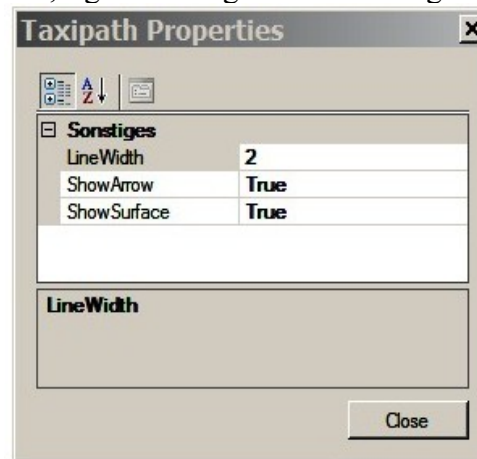 Taxipath Properties
Sonstiges
LineWidth 2
ShowArrow True
ShowSurface True
LineWidth
Close